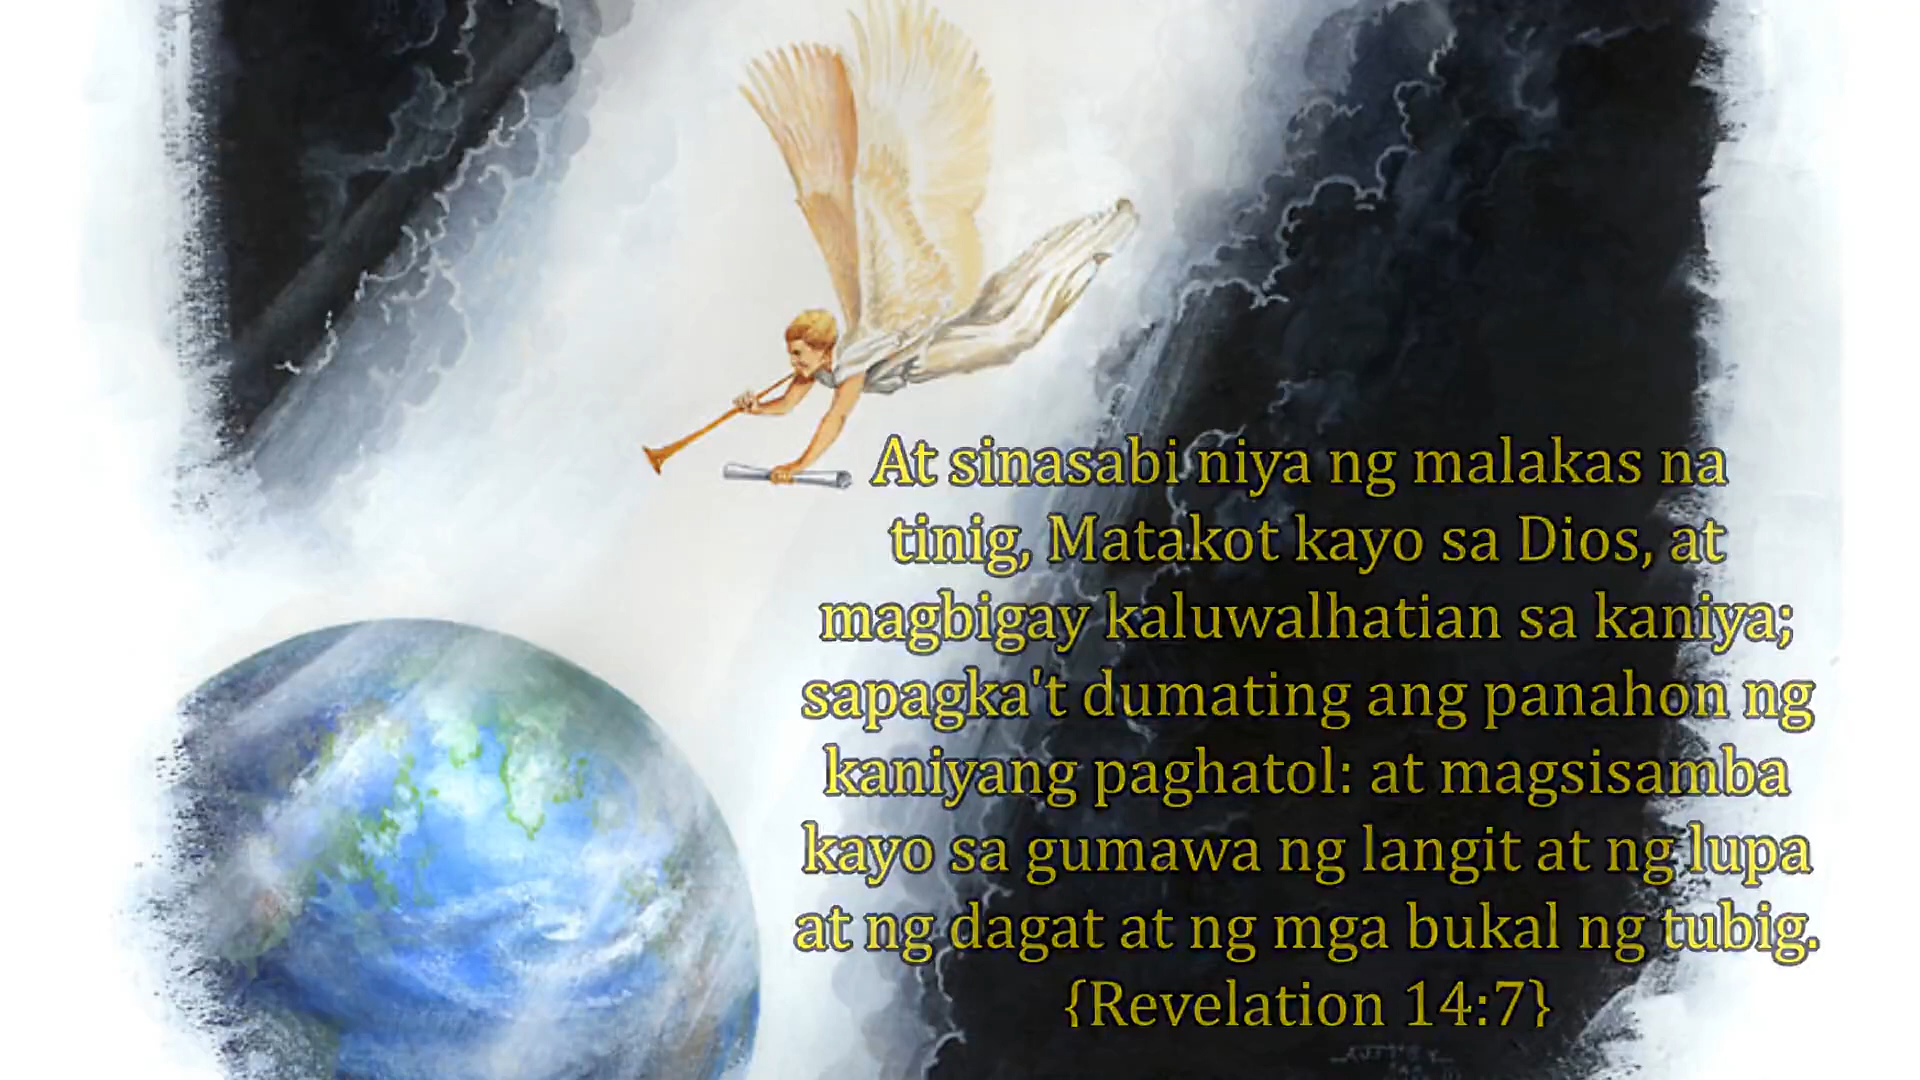 At sinasabi niya ng malakas na
tinig, Matakot kayo sa Dios, at
magbigay kaluwalhatian sa kaniya;
sapagka't dumating ang panahon ng
kaniyang paghatol: at magsisamba
kayo sa gumawa ng langit at ng lupa
at ng dagat at ng mga bukal ng tubig.
{Revelation 14:7}